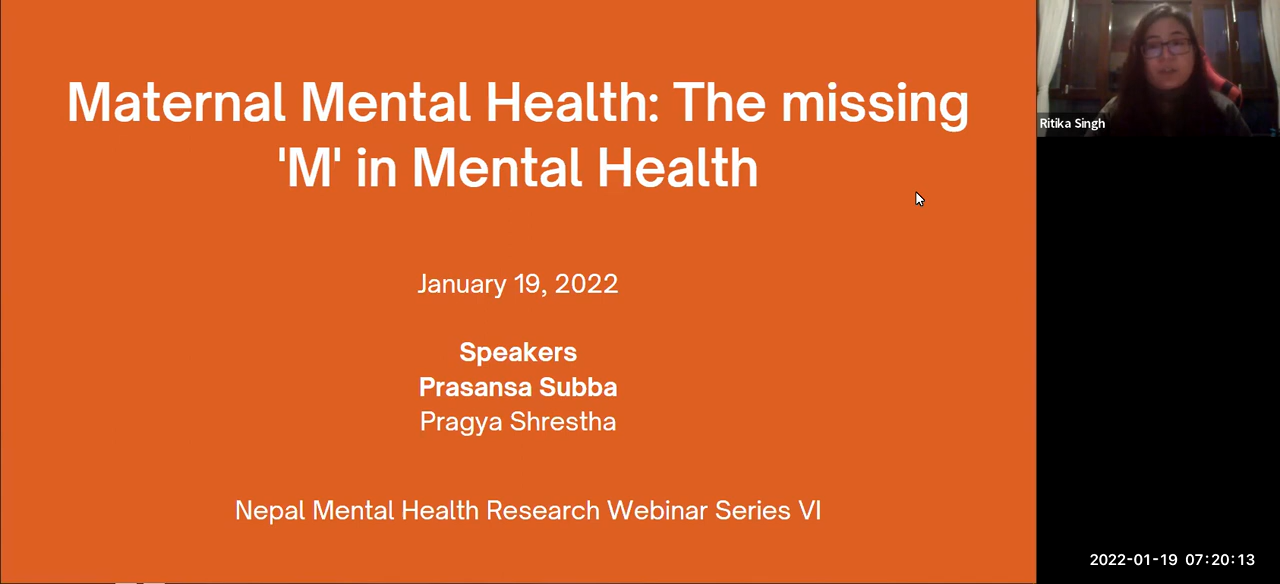 Maternal Mental Health: The missing
'M' in Mental Health
January 19, 2022
Speakers
Prasansa Subba
Pragya Shrestha
Nepal Mental Health Research Webinar Series VI
Ritika Singh
2022-01-19 07:20:13